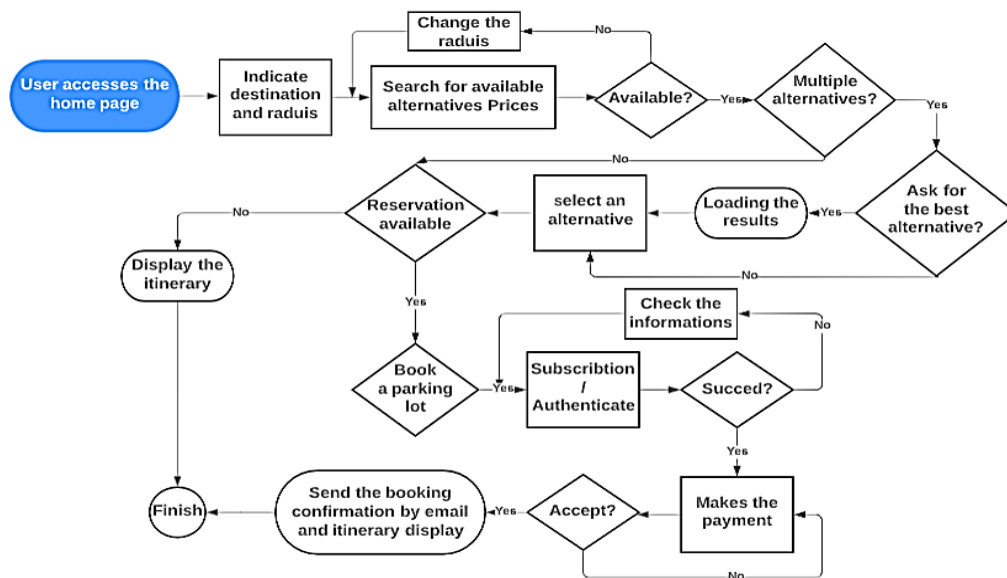 Change the
raduis
No
User accesses the
home page
Indicate
destination
and raduis
Search for available
alternatives Prices
Available?
Yes
Multiple
alternatives?
Yes
No
Reservation
available
select an
alternative
Loading the
results
Yes
Ask for
the best
alternative?
No
No
Display the
itinerary
Yes
Check the
informations
No
Book
a parking
lot
Yes
Subscribtion
/
Authenticate
Succed?
Yes
Finish
Send the booking
confirmation by email
and itinerary display
Yes
Accept?
Makes the
payment
No